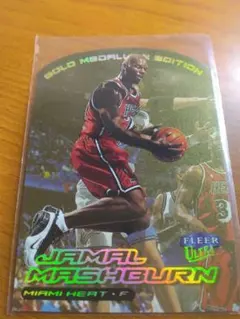 GOLD MEDALLION EDITION
JAMAL
MASHBURN
MIAMI HEAT • F
FLEER
ULTRA